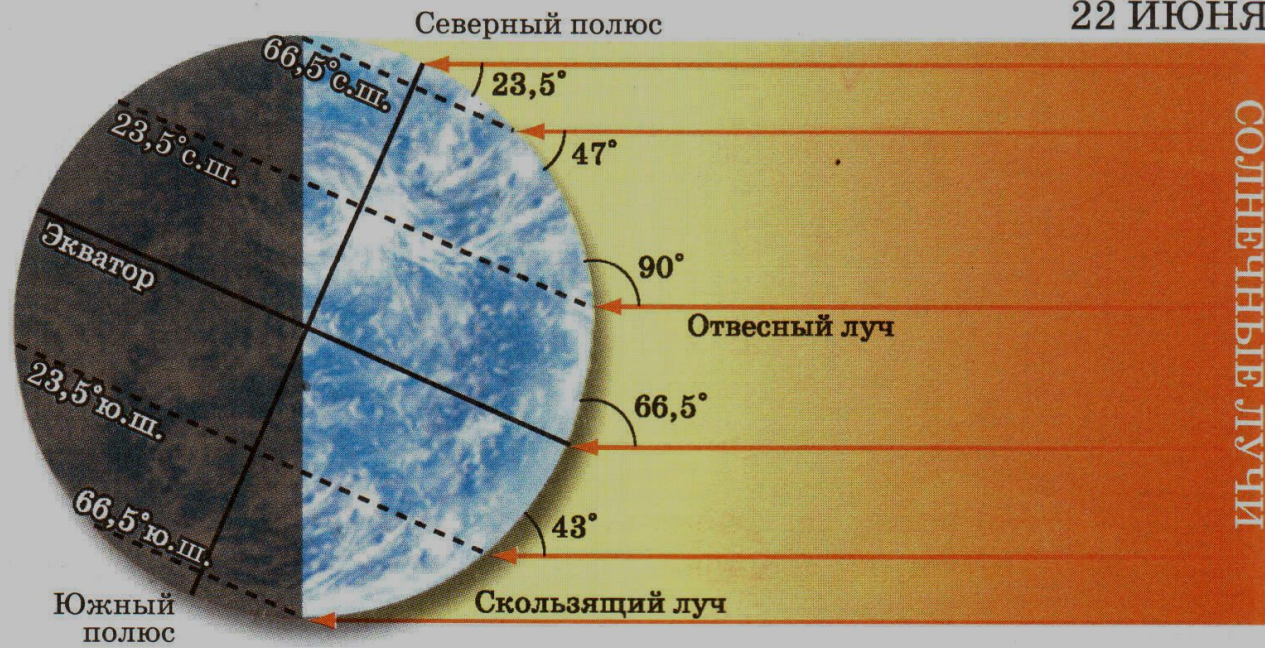 22 ИЮНЯ
Северный полюс
66,5°с.ш.
23,5°
47°
23,5°с.ш.
Экватор
90°
Отвесный луч
66,5°
23,5°ю.ш.
43°
66,5°ю.ш.
Скользящий луч
Южный
полюс
СОЛНЕЧНЫЕ ЛУЧИ